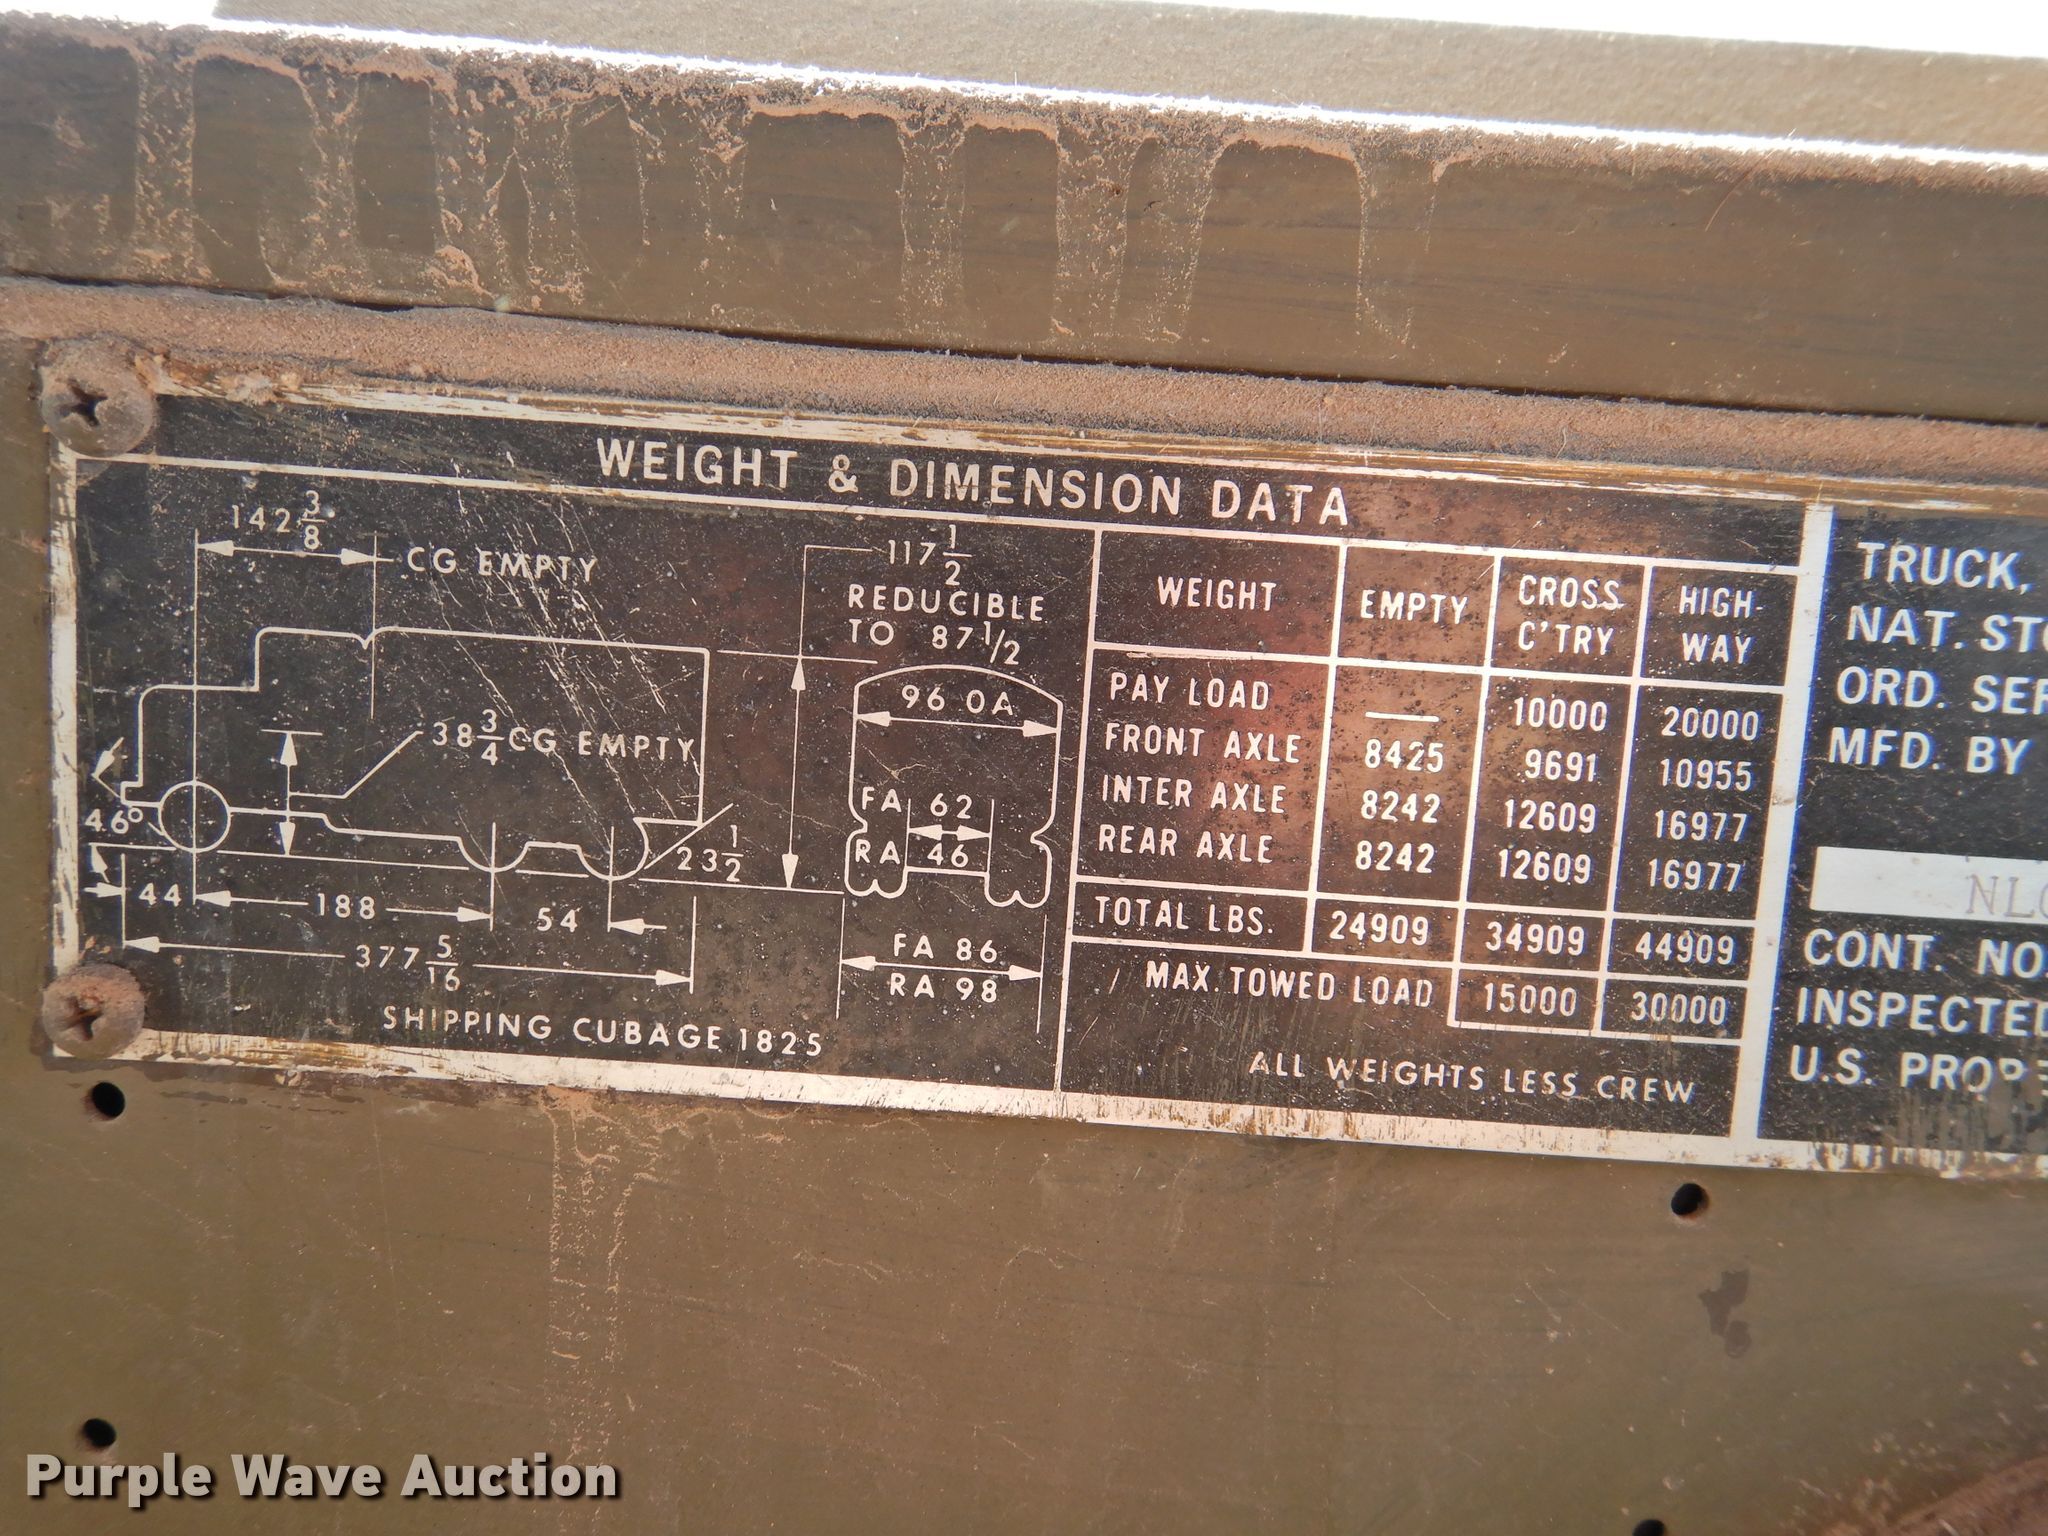 WEIGHT & DIMENSION DATA
142 3/8
CG EMPTY
117 1/2
REDUCIBLE
TO 87 1/2
96 OA
38 3/4 CG EMPTY
46°
FA 62
RA 46
23 1/2
44
188
54
377 5/16
FA 86
RA 98
SHIPPING CUBAGE 1825
WEIGHT EMPTY CROSS C'TRY HIGH-WAY
PAY LOAD — 10000 20000
FRONT AXLE 8425 9691 10955
INTER AXLE 8242 12609 16977
REAR AXLE 8242 12609 16977
TOTAL LBS. 24909 34909 44909
MAX. TOWED LOAD 15000 30000
ALL WEIGHTS LESS CREW
TRUCK,
NAT. STO
ORD. SER
MFD. BY
CONT. NO.
INSPECTED
U.S. PROPE
Purple Wave Auction